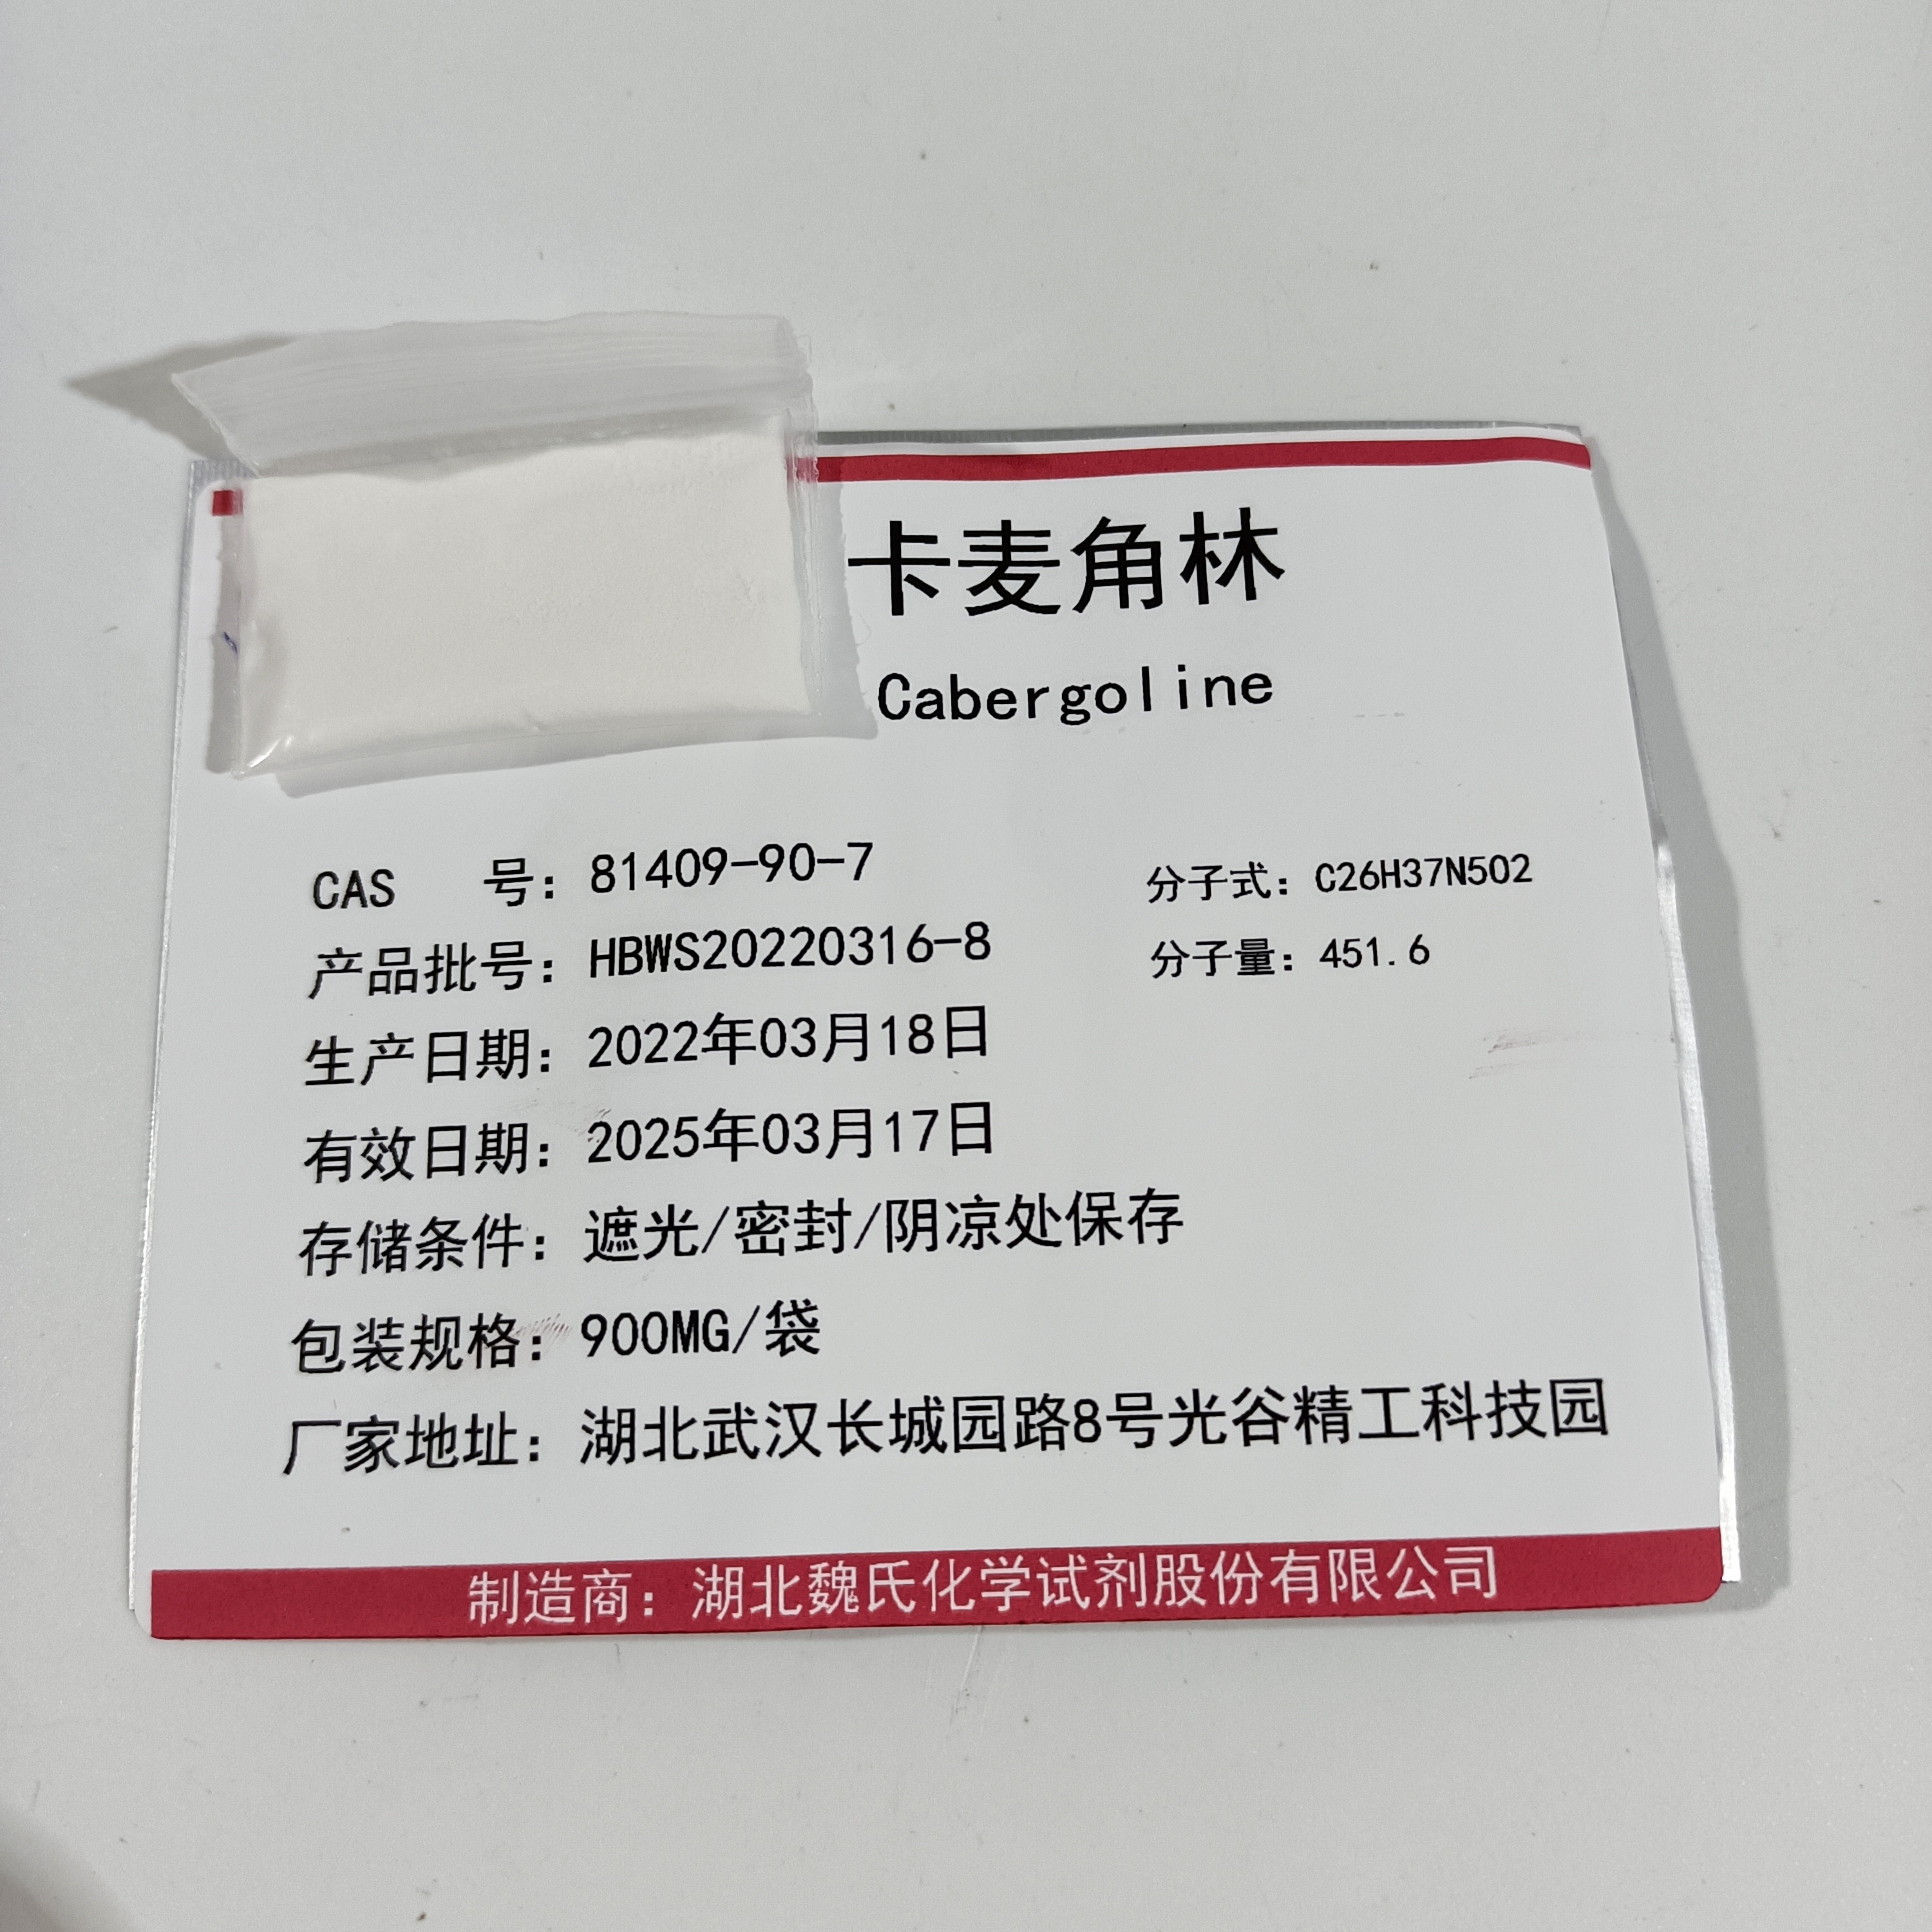 卡麦角林
Cabergoline
CAS 号：81409-90-7
分子式：C26H37N5O2
产品批号：HBWS20220316-8
分子量：451.6
生产日期：2022年03月18日
有效日期：2025年03月17日
存储条件：遮光/密封/阴凉处保存
包装规格：900MG/袋
厂家地址：湖北武汉长城园路8号光谷精工科技园
制造商：湖北魏氏化学试剂股份有限公司